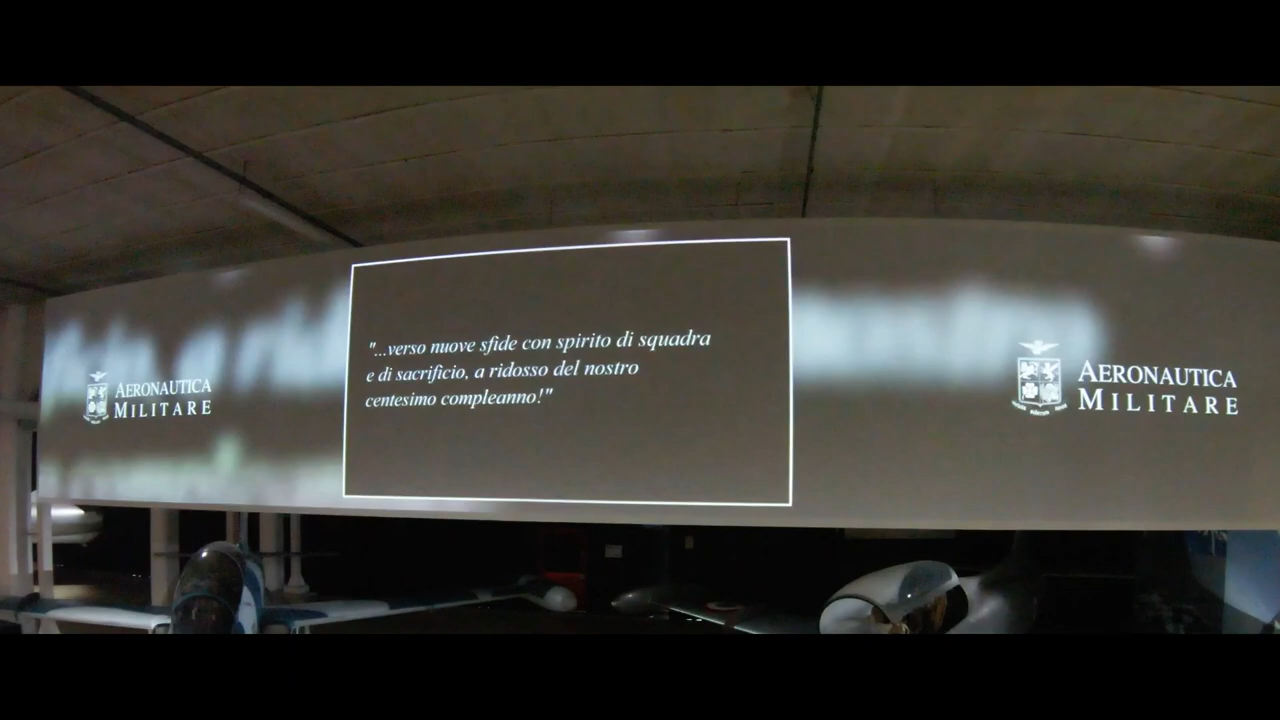 AERONAUTICA
MILITARE
"...verso nuove sfide con spirito di squadra
e di sacrificio, a ridosso del nostro
centesimo compleanno!"
AERONAUTICA
MILITARE